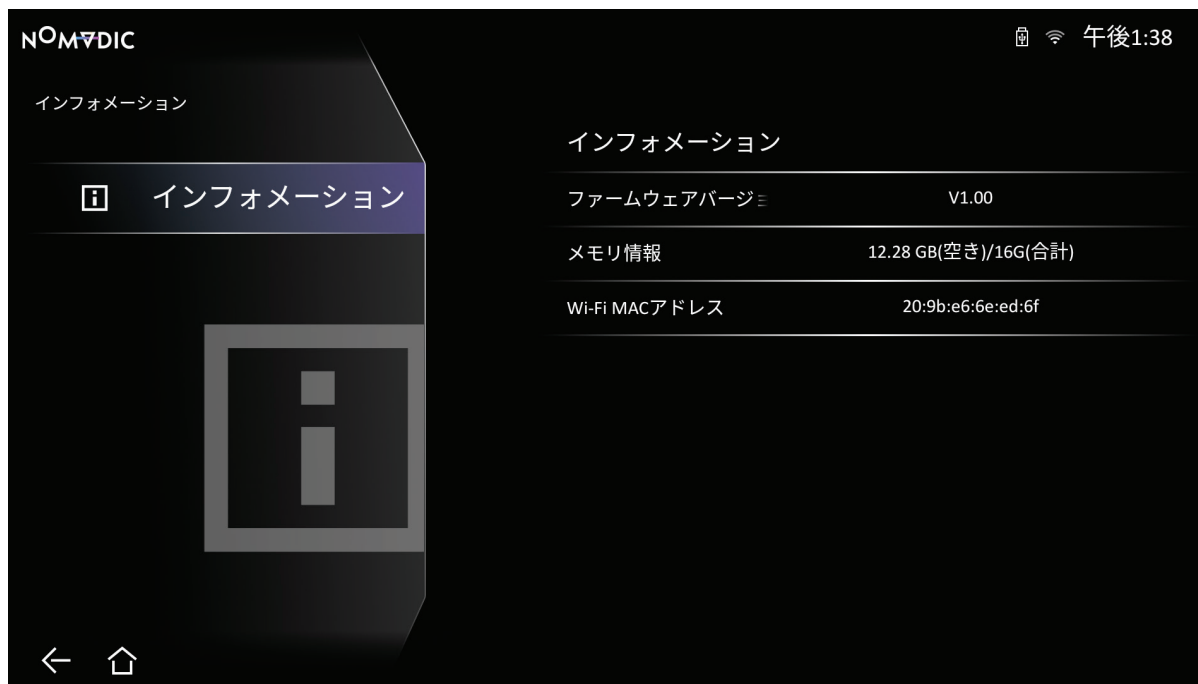 NOMADIC
午後1:38
インフォメーション
インフォメーション
インフォメーション
ファームウェアバージョ V1.00
メモリ情報 12.28 GB(空き)/16G(合計)
Wi-Fi MACアドレス 20:9b:e6:6e:ed:6f